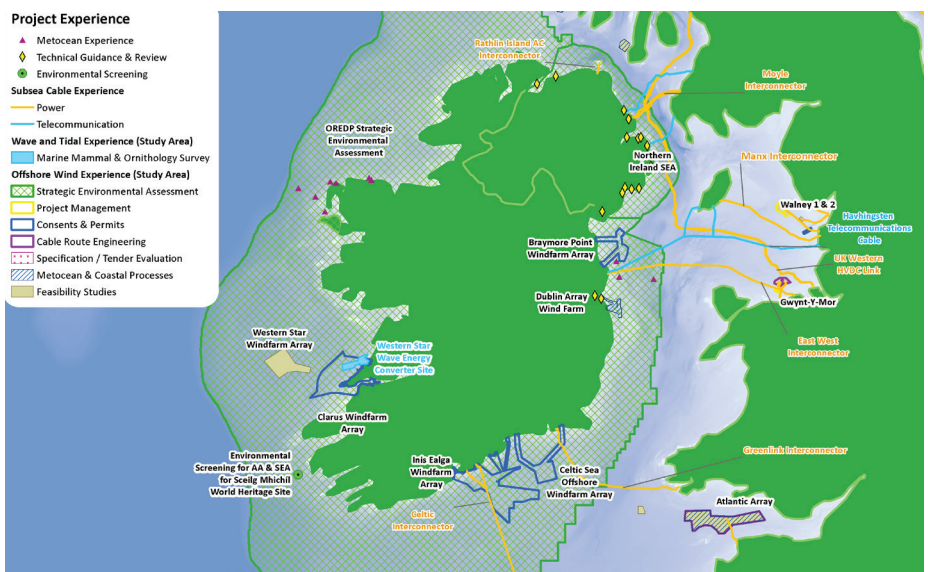 Project Experience
Metocean Experience
Technical Guidance & Review
Environmental Screening
Subsea Cable Experience
Power
Telecommunication
Wave and Tidal Experience (Study Area)
Marine Mammal & Ornithology Survey
Offshore Wind Experience (Study Area)
Strategic Environmental Assessment
Project Management
Consents & Permits
Cable Route Engineering
Specification / Tender Evaluation
Metocean & Coastal Processes
Feasibility Studies
Rathlin Island AC
Interconnector
Moyle
Interconnector
OREDP Strategic
Environmental
Assessment
Northern
Ireland SEA
Manx Interconnector
Walney 1 & 2
Havhingsten
Telecommunications
Cable
Braymore Point
Windfarm Array
UK Western
HVDC Link
Dublin Array
Wind Farm
Gwynt-Y-Mor
East West
Interconnector
Western Star
Windfarm Array
Western Star
Wave Energy
Converter Site
Clarus Windfarm
Array
Environmental
Screening for AA & SEA
for Sceilg Mhichíl
World Heritage Site
Inis Ealga
Windfarm
Array
Celtic Sea
Offshore
Windfarm Array
Greenlink Interconnector
Celtic
Interconnector
Atlantic Array